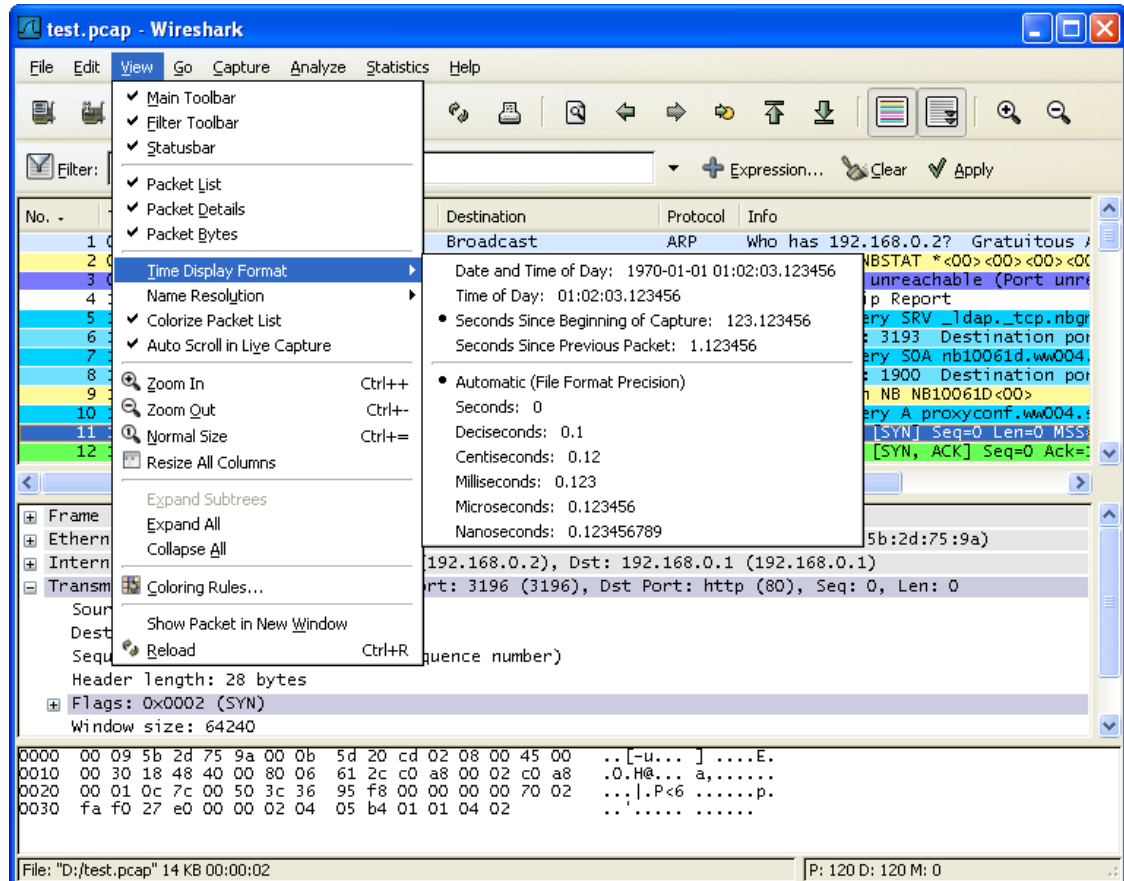 test.pcap - Wireshark
File Edit View Go Capture Analyze Statistics Help
Main Toolbar
Filter Toolbar
Statusbar
Packet List
Packet Details
Packet Bytes
Time Display Format
Name Resolution
Colorize Packet List
Auto Scroll in Live Capture
Zoom In Ctrl++
Zoom Out Ctrl+-
Normal Size Ctrl+=
Resize All Columns
Expand Subtrees
Expand All
Collapse All
Coloring Rules...
Show Packet in New Window
Reload Ctrl+R
Date and Time of Day: 1970-01-01 01:02:03.123456
Time of Day: 01:02:03.123456
Seconds Since Beginning of Capture: 123.123456
Seconds Since Previous Packet: 1.123456
Automatic (File Format Precision)
Seconds: 0
Deciseconds: 0.1
Centiseconds: 0.12
Milliseconds: 0.123
Microseconds: 0.123456
Nanoseconds: 0.123456789
Filter: Expression... Clear Apply
No. Destination Protocol Info
1 Broadcast ARP Who has 192.168.0.2? Gratuitous
2 NBSTAT *<00><00><00><00
3 unreachable (Port unre
4 ip Report
5 ery SRV _ldap._tcp.nbgr
6 : 3193 Destination por
7 ery SOA nb10061d.ww004.
8 : 1900 Destination por
9 NB NB10061D<00>
10 ery A proxyconf.ww004.s
11 [SYN] Seq=0 Len=0 MSS
12 [SYN, ACK] Seq=0 Ack=
Frame
Ethern 5b:2d:75:9a)
Intern (192.168.0.2), Dst: 192.168.0.1 (192.168.0.1)
Transm rt: 3196 (3196), Dst Port: http (80), Seq: 0, Len: 0
Sour
Dest
Sequ quence number)
Header length: 28 bytes
Flags: 0x0002 (SYN)
Window size: 64240
0000 00 09 5b 2d 75 9a 00 0b 5d 20 cd 02 08 00 45 00 ..[-u... ] ....E.
0010 00 30 18 48 40 00 80 06 61 2c c0 a8 00 02 c0 a8 .0.H@... a,......
0020 00 01 0c 7c 00 50 3c 36 95 f8 00 00 00 00 70 02 ...|.P<6 ......p.
0030 fa f0 27 e0 00 00 02 04 05 b4 01 01 04 02 ..'..... ......
File: "D:/test.pcap" 14 KB 00:00:02 P: 120 D: 120 M: 0